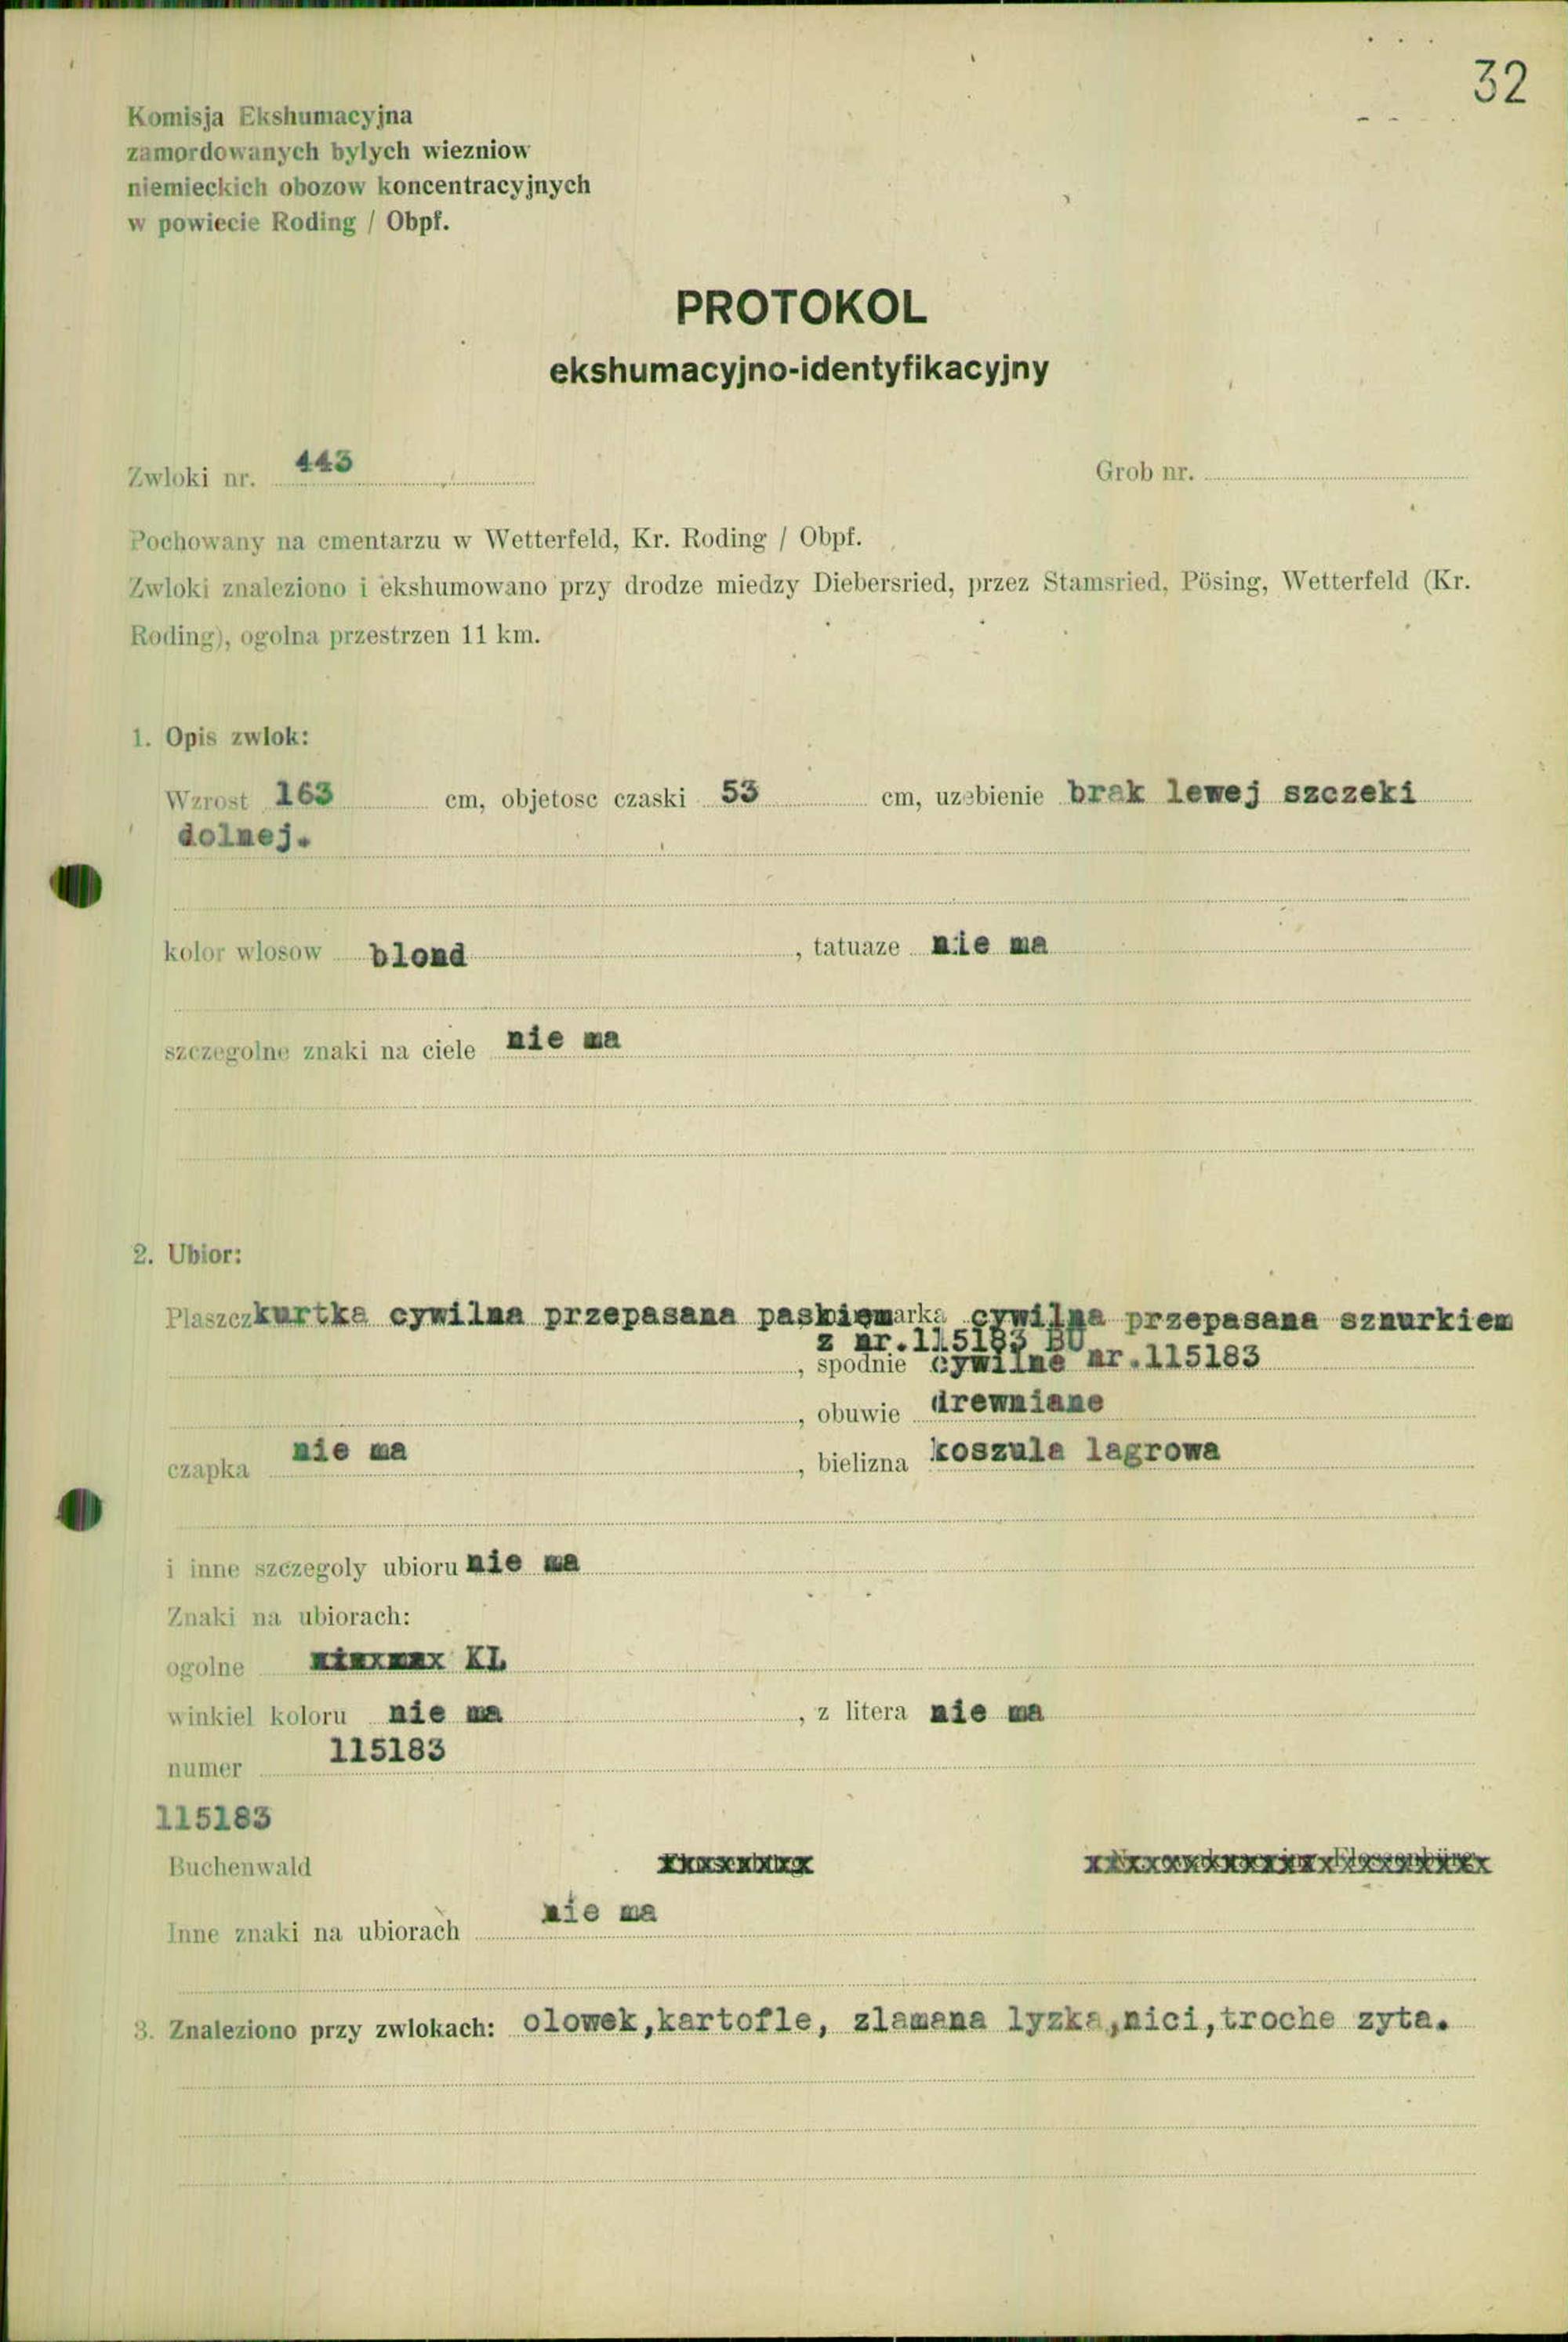 32
Komisja Ekshumacyjna
zamordowanych bylych wiezniow
niemieckich obozow koncentracyjnych
w powiecie Roding / Obpf.
PROTOKOL
ekshumacyjno-identyfikacyjny
Zwloki nr. 443 Grob nr.
Pochowany na cmentarzu w Wetterfeld, Kr. Roding / Obpf.
Zwloki znaleziono i ekshumowano przy drodze miedzy Diebersried, przez Stamsried, Pösing, Wetterfeld (Kr.
Roding), ogolna przestrzen 11 km.
1. Opis zwlok:
Wzrost 163 cm, objetosc czaski 53 cm, uzebienie brak lewej szczeki
dolnej.
kolor wlosow blond , tatuaze nie ma
szczegolne znaki na ciele nie ma
2. Ubior:
Plaszcz kurtka cywilna przepasana paskiem marka cywilna przepasana sznurkiem
z nr.115183 BU
, spodnie cywilne nr.115183
, obuwie drewniane
czapka nie ma , bielizna koszula lagrowa
i inne szczegoly ubioru nie ma
Znaki na ubiorach:
ogolne KL
winkiel koloru nie ma , z litera nie ma
numer 115183
115183
Buchenwald
Inne znaki na ubiorach nie ma
3. Znaleziono przy zwlokach: olowek,kartofle, zlamana lyzka,nici,troche zyta.